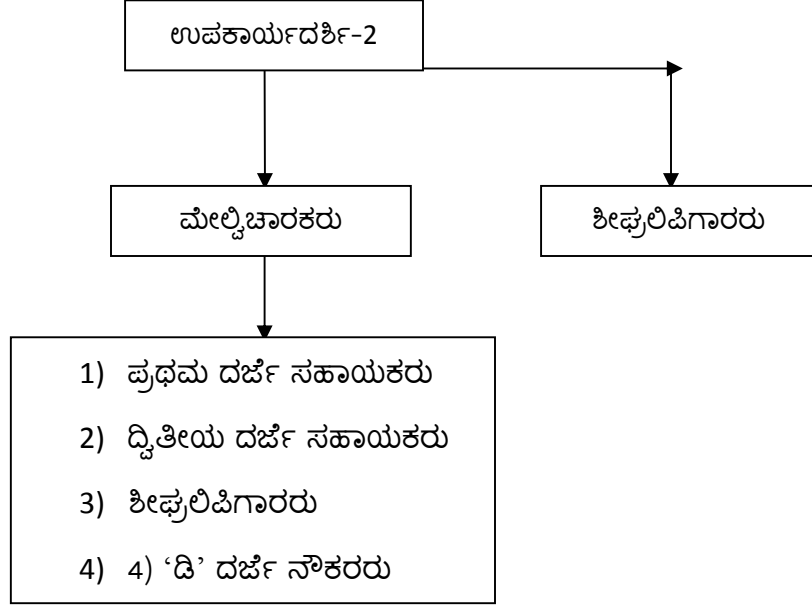 ಉಪಕಾರ್ಯದರ್ಶಿ-2
ಮೇಲ್ವಿಚಾರಕರು
ಶೀಘ್ರಲಿಪಿಗಾರರು
1) ಪ್ರಥಮ ದರ್ಜೆ ಸಹಾಯಕರು
2) ದ್ವಿತೀಯ ದರ್ಜೆ ಸಹಾಯಕರು
3) ಶೀಘ್ರಲಿಪಿಗಾರರು
4) 4) ‘ಡಿ’ ದರ್ಜೆ ನೌಕರರು